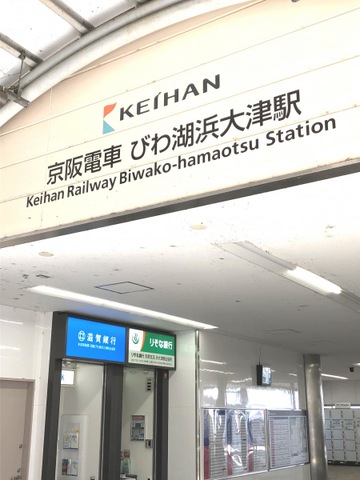 KEIHAN
京阪電車 びわ湖浜大津駅
Keihan Railway Biwako-hamaotsu Station
滋賀銀行
りそな銀行